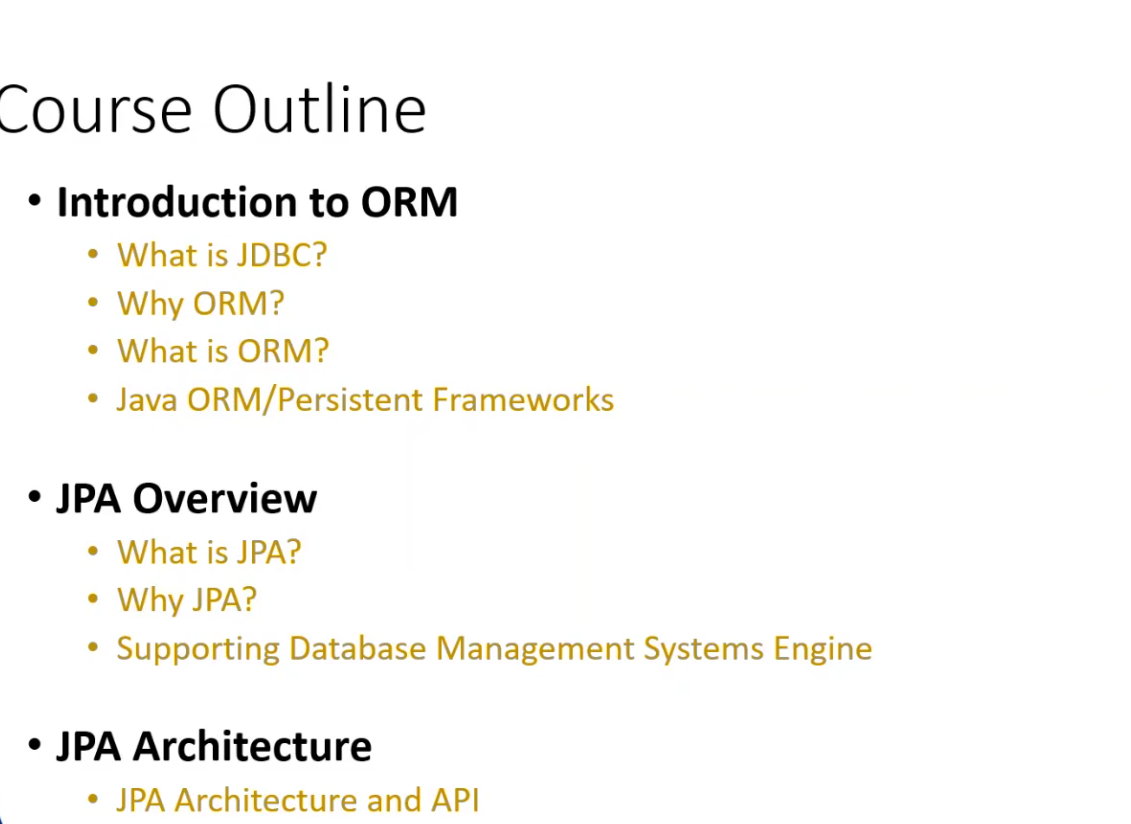 Course Outline
• Introduction to ORM
• What is JDBC?
• Why ORM?
• What is ORM?
• Java ORM/Persistent Frameworks
• JPA Overview
• What is JPA?
• Why JPA?
• Supporting Database Management Systems Engine
• JPA Architecture
• JPA Architecture and API